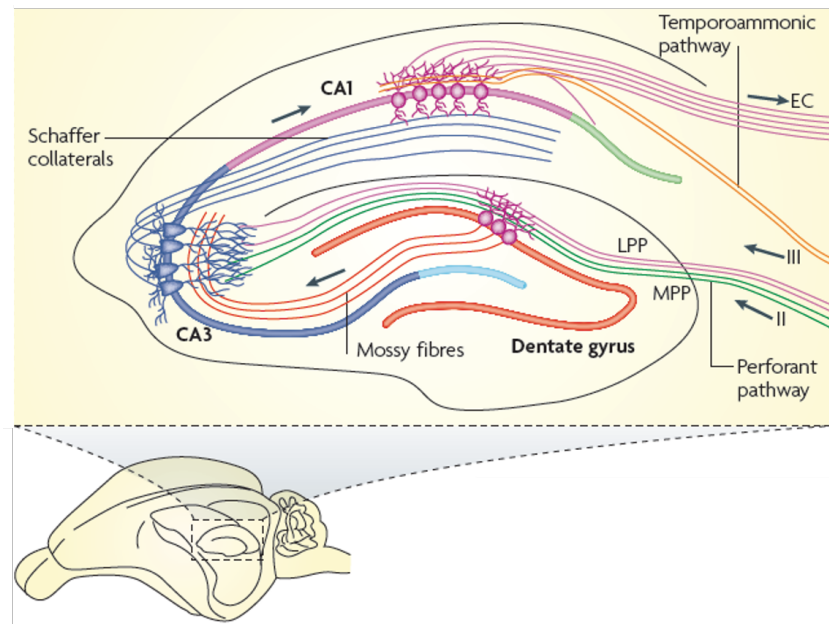 Temporoammonic
pathway
CA1
EC
Schaffer
collaterals
LPP
III
MPP
II
CA3
Mossy fibres
Dentate gyrus
Perforant
pathway